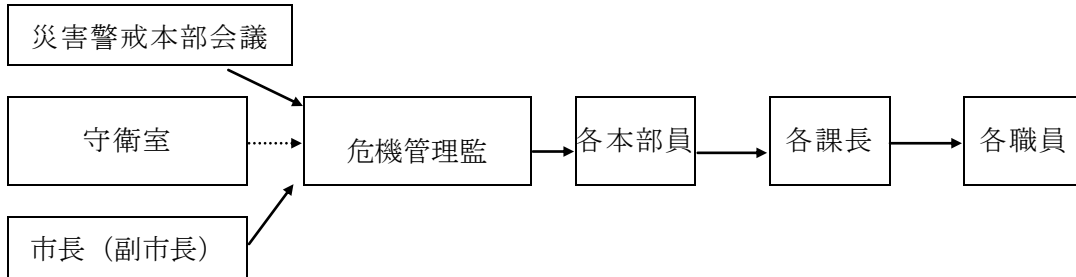 災害警戒本部会議
守衛室
市長（副市長）
危機管理監
各本部員
各課長
各職員